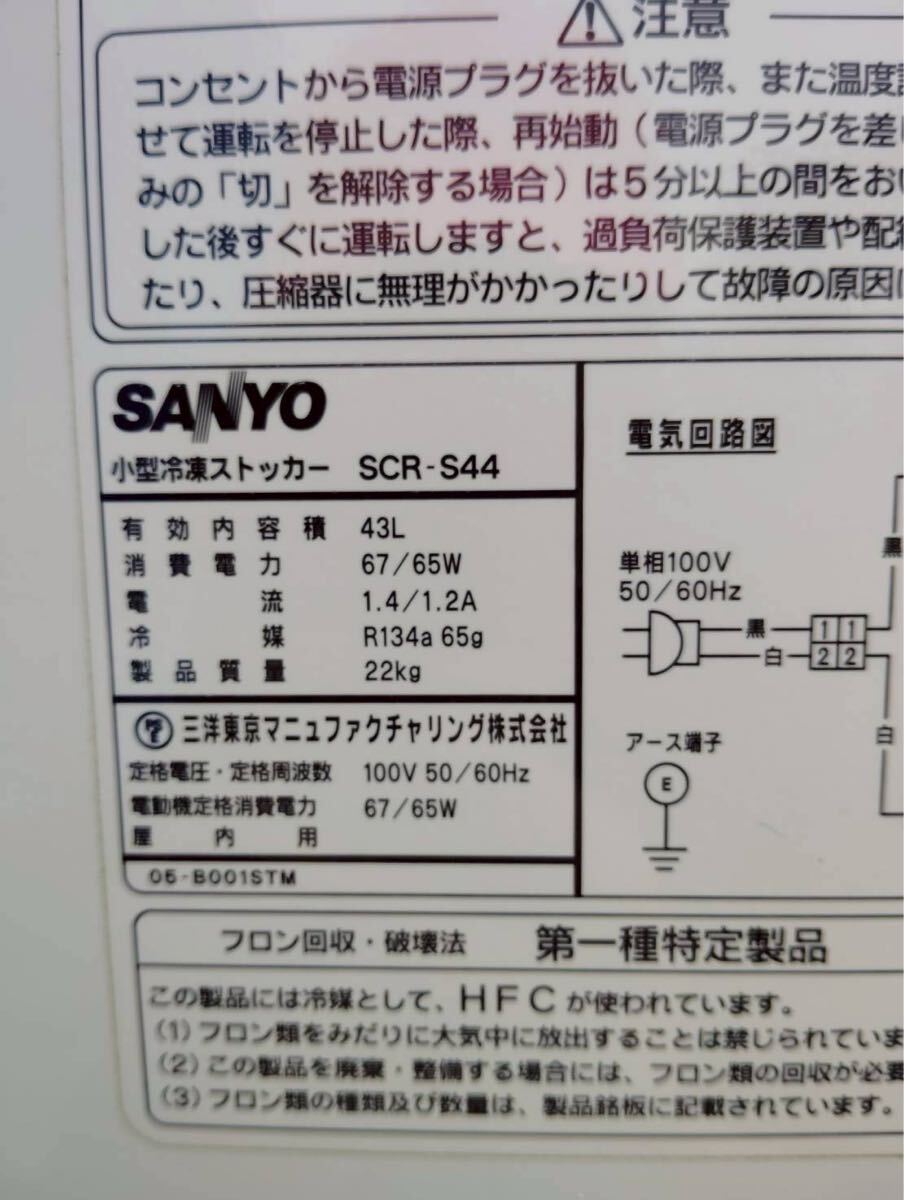 注意
コンセントから電源プラグを抜いた際、また温度
せて運転を停止した際、再始動（電源プラグを差
みの「切」を解除する場合）は5分以上の間をおい
した後すぐに運転しますと、過負荷保護装置や配
たり、圧縮器に無理がかかったりして故障の原因
SANYO
小型冷凍ストッカー SCR-S44
有効内容積 43L
消費電力 67/65W
電流 1.4/1.2A
冷媒 R134a 65g
製品質量 22kg
三洋東京マニュファクチャリング株式会社
定格電圧・定格周波数 100V 50/60Hz
電動機定格消費電力 67/65W
屋内用
05-B001STM
電気回路図
黒
単相100V
50/60Hz
黒 1 1
白 2 2
白
アース端子
E
フロン回収・破壊法 第一種特定製品
この製品には冷媒として、HFCが使われています。
(1)フロン類をみだりに大気中に放出することは禁じられていま
(2)この製品を廃棄・整備する場合には、フロン類の回収が必要
(3)フロン類の種類及び数量は、製品銘板に記載されています。